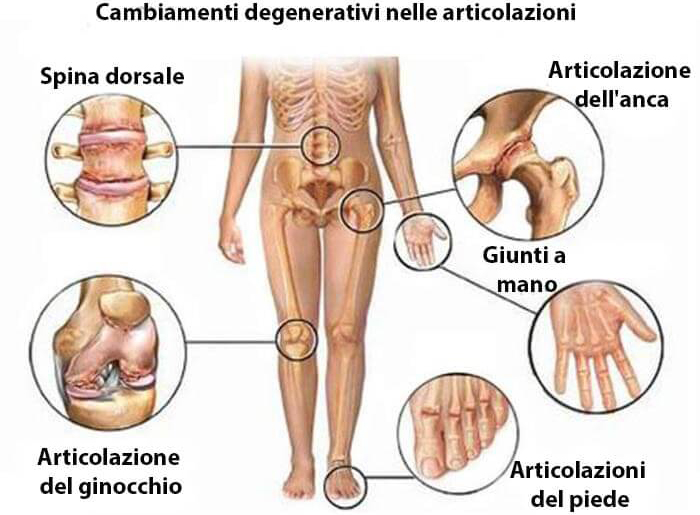 Cambiamenti degenerativi nelle articolazioni
Spina dorsale
Articolazione
dell'anca
Giunti a
mano
Articolazione
del ginocchio
Articolazioni
del piede